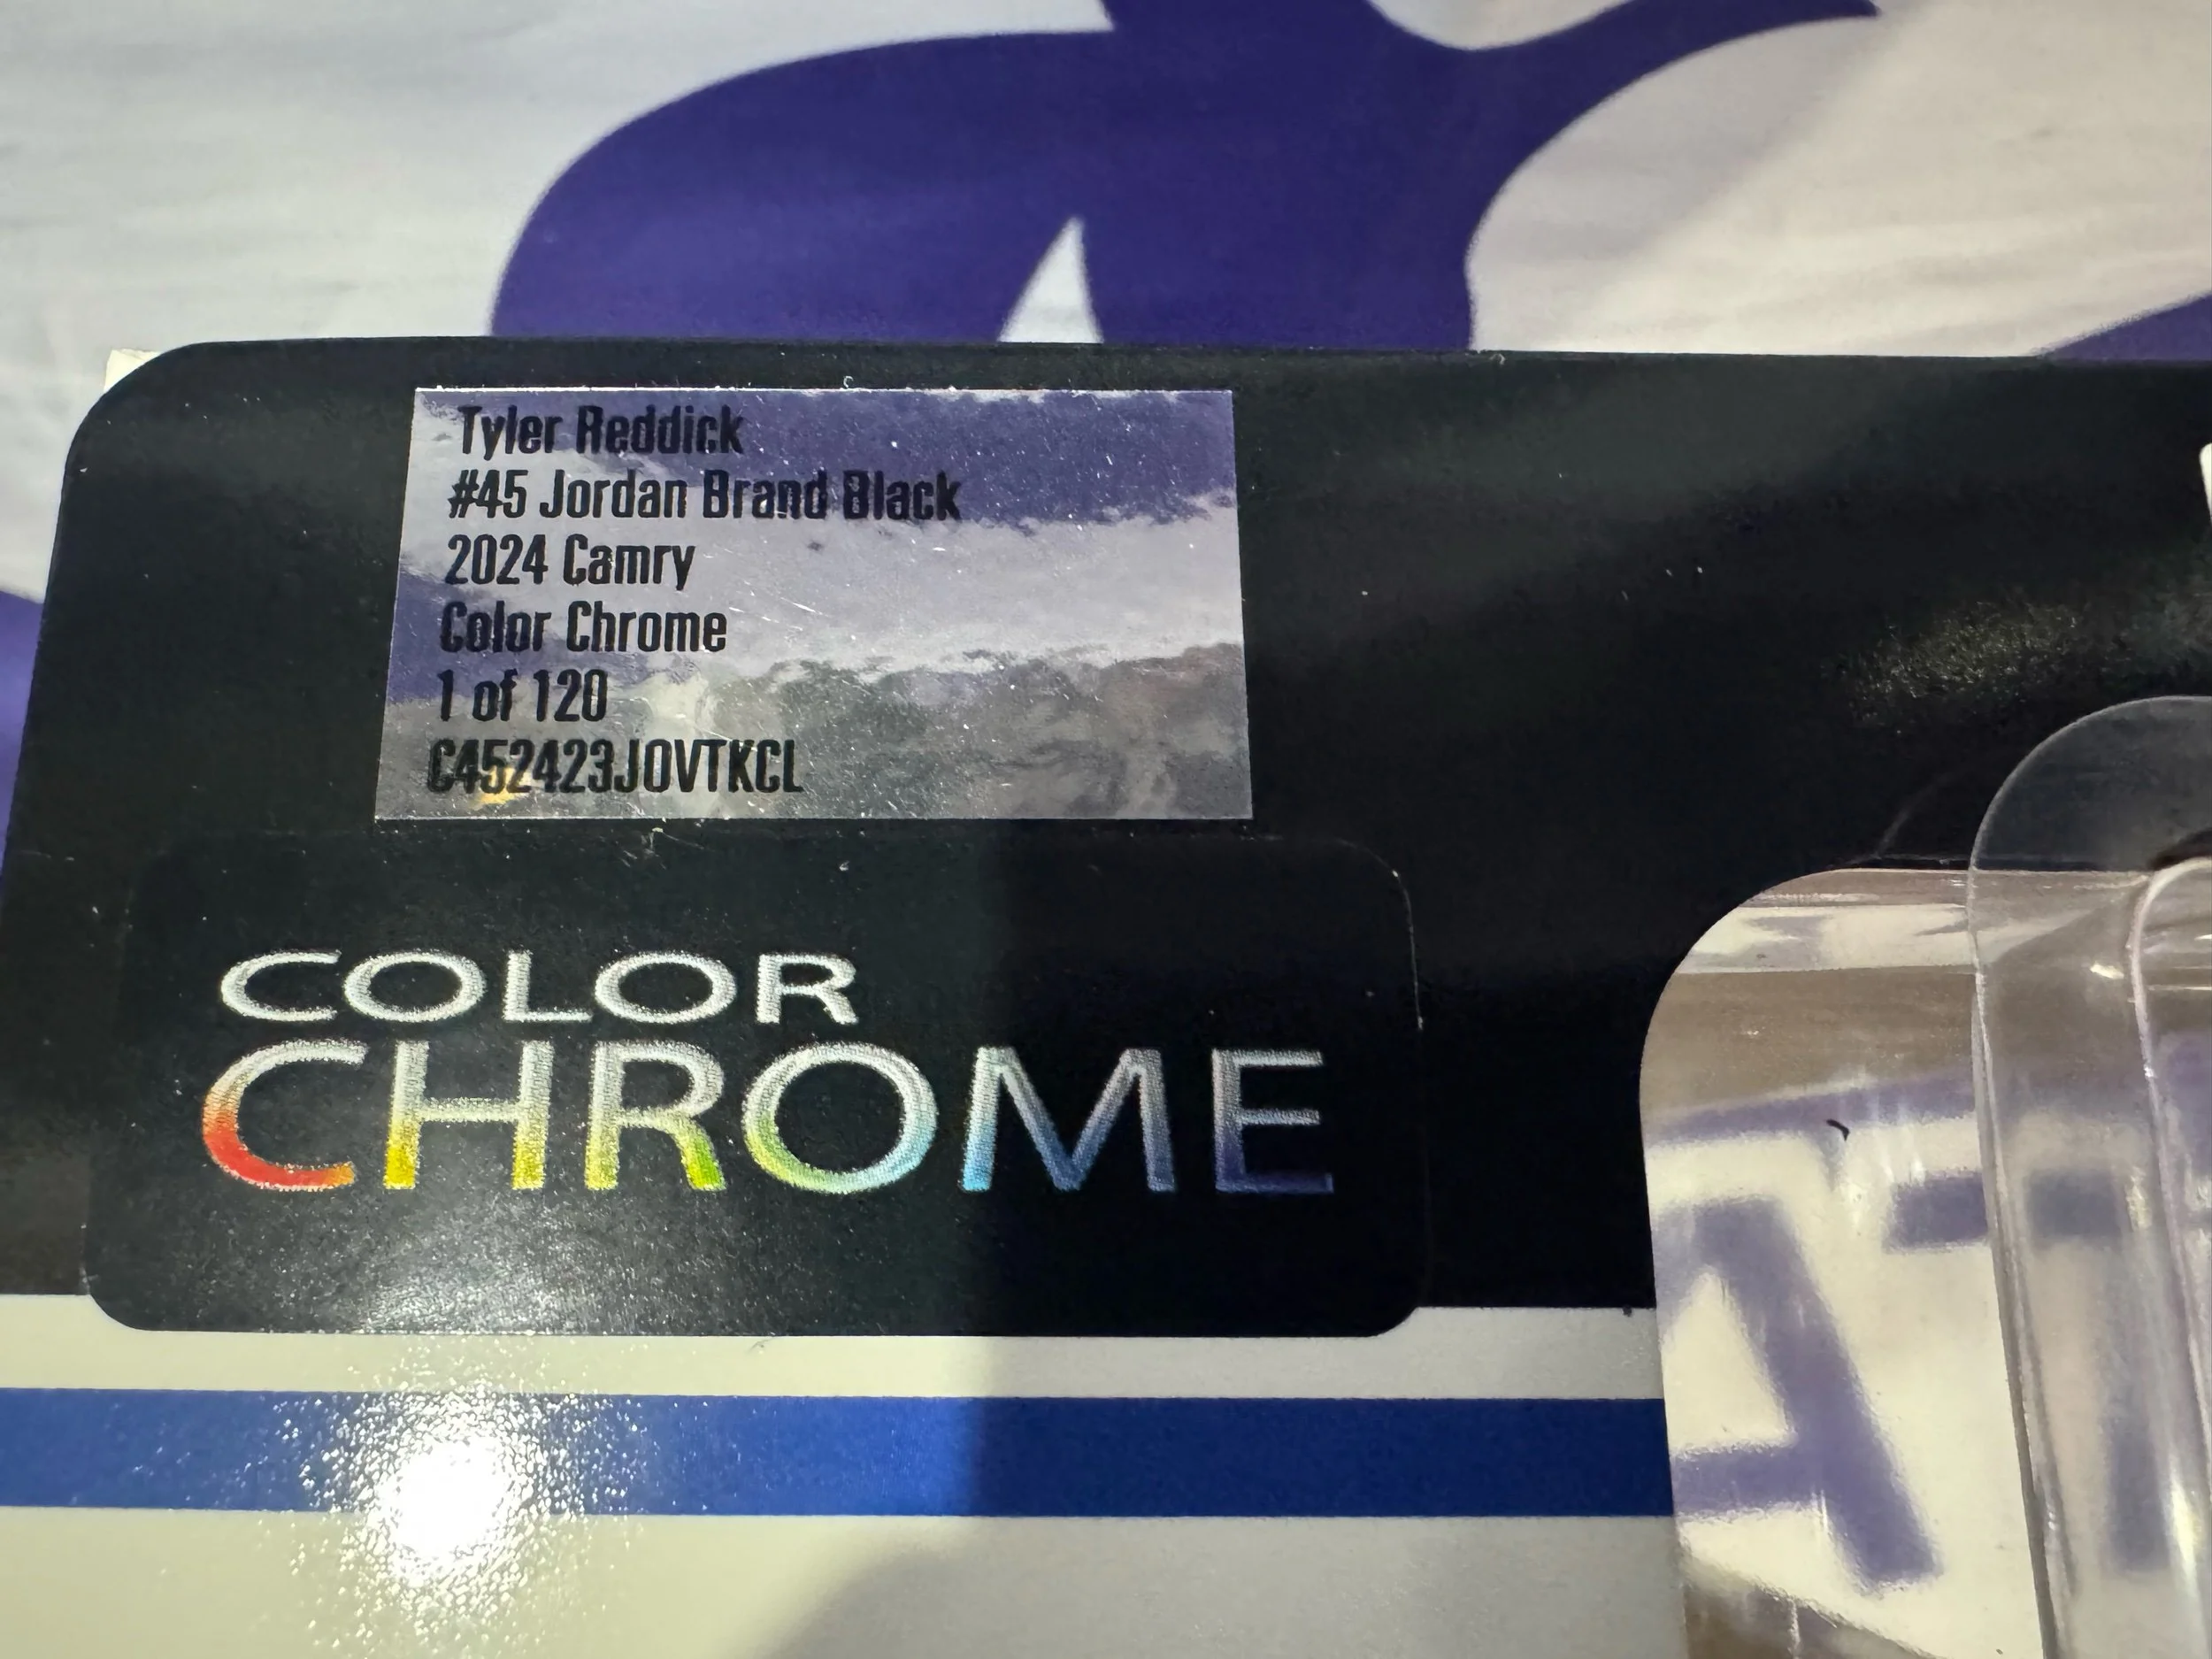 Tyler Reddick
#45 Jordan Brand Black
2024 Camry
Color Chrome
1 of 120
C452423JOVTKCL
COLOR
CHROME